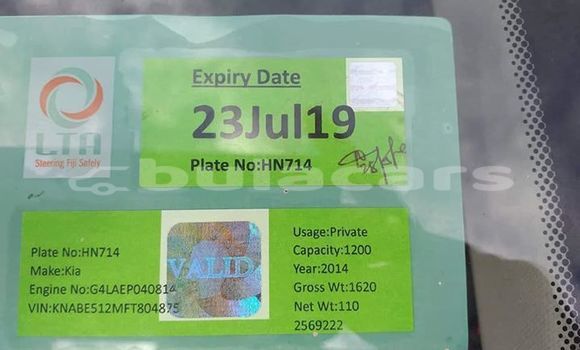 LTA
Steering Fiji Safely
Expiry Date
23Jul19
Plate No:HN714
bulacars
Plate No:HN714
Make:Kia
Engine No:G4LAEP040814
VIN:KNABE512MFT804875
VALID
Usage:Private
Capacity:1200
Year:2014
Gross Wt:1620
Net Wt:110
2569222